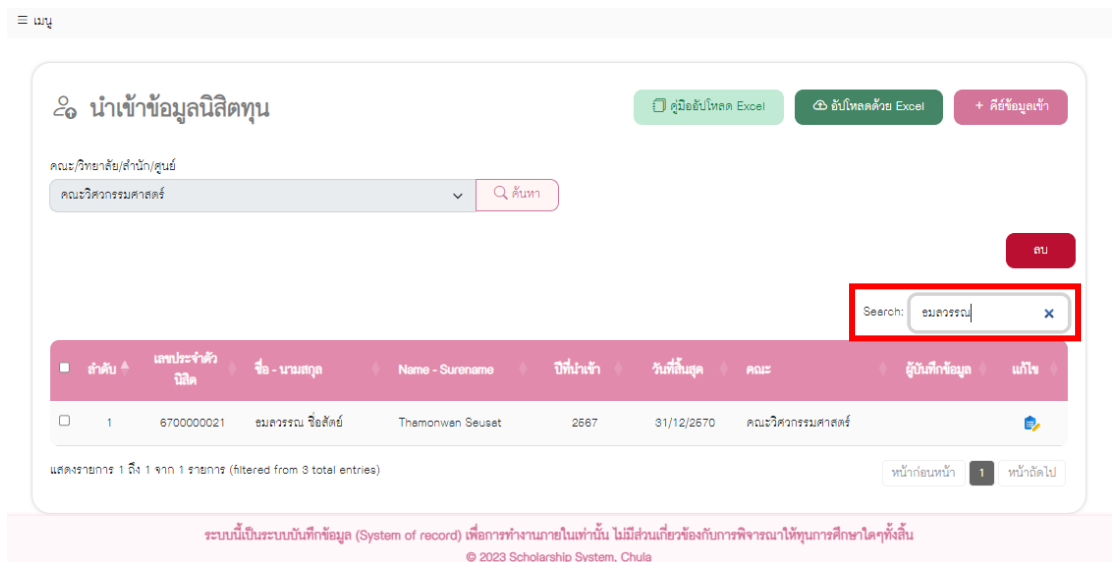 ☰ เมนู
นำเข้าข้อมูลนิสิตทุน
คู่มืออัปโหลด Excel
อัปโหลดด้วย Excel
+ คีย์ข้อมูลเข้า
คณะ/วิทยาลัย/สำนัก/ศูนย์
คณะวิศวกรรมศาสตร์
ค้นหา
ลบ
Search: ธมลวรรณ
ลำดับ เลขประจำตัวนิสิต ชื่อ - นามสกุล Name - Surename ปีที่นำเข้า วันที่สิ้นสุด คณะ ผู้บันทึกข้อมูล แก้ไข
1 6700000021 ธมลวรรณ ซื่อสัตย์ Thamonwan Seusat 2567 31/12/2570 คณะวิศวกรรมศาสตร์
แสดงรายการ 1 ถึง 1 จาก 1 รายการ (filtered from 3 total entries)
หน้าก่อนหน้า 1 หน้าถัดไป
ระบบนี้เป็นระบบบันทึกข้อมูล (System of record) เพื่อการทำงานภายในเท่านั้น ไม่มีส่วนเกี่ยวข้องกับการพิจารณาให้ทุนการศึกษาใดๆทั้งสิ้น
© 2023 Scholarship System, Chula